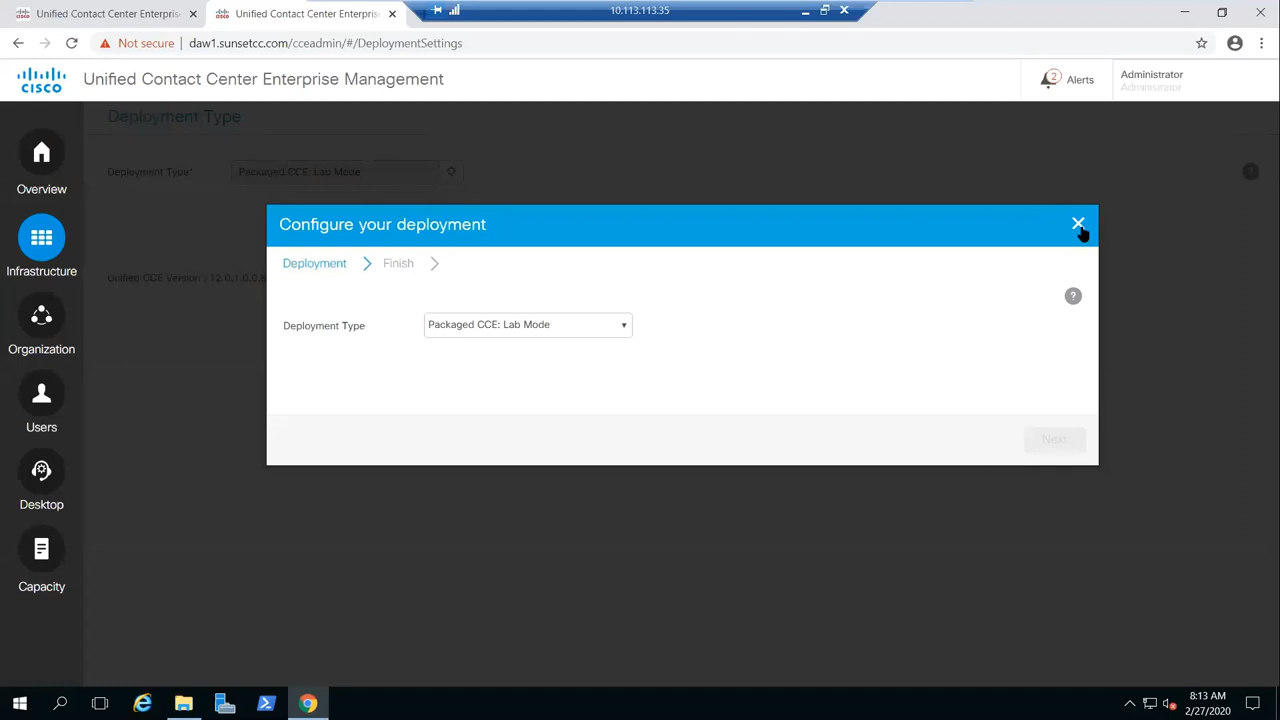 Unified Contact Center Enterpris
Unified Contact Center Enterpris
10.113.113.35
Not secure
daw1.sunsetcc.com/cceadmin/#/DeploymentSettings
CISCO
Unified Contact Center Enterprise Management
2
Alerts
Administrator
Administrator
Deployment Type
Deployment Type*
Packaged CCE: Lab Mode
Configure your deployment
Deployment
Finish
?
Deployment Type
Packaged CCE: Lab Mode
Next
Overview
Infrastructure
Organization
Users
Desktop
Capacity
8:13 AM
2/27/2020